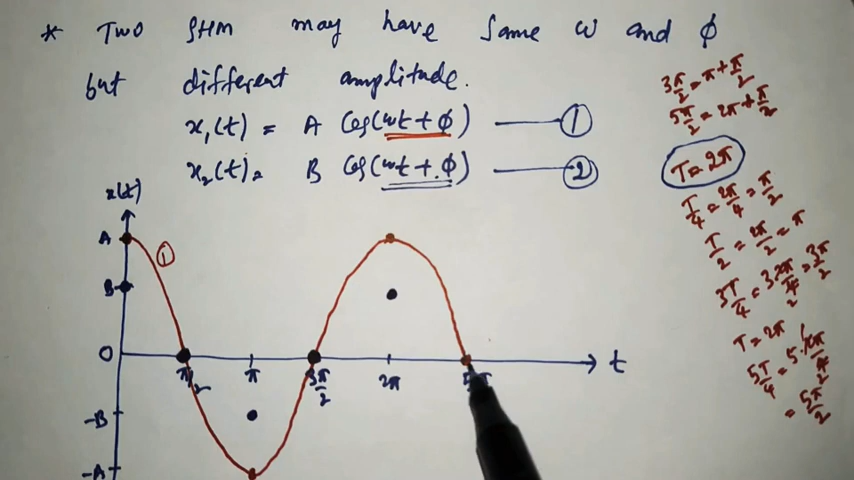 * Two SHM may have same ω and φ
but different amplitude.
x₁(t) = A Cos(ωt + φ) ——— ①
x₂(t) = B Cos(ωt + φ) ——— ②
3π/2 = π + π/2
5π/2 = 2π + π/2
T = 2π
T/4 = 2π/4 = π/2
T/2 = 2π/2 = π
3T/4 = 3·2π/4 = 3π/2
T = 2π
5T/4 = 5·2π/4
= 5π/2
x(t)
A
①
B
O π/2 π 3π/2 2π t
-B
-A